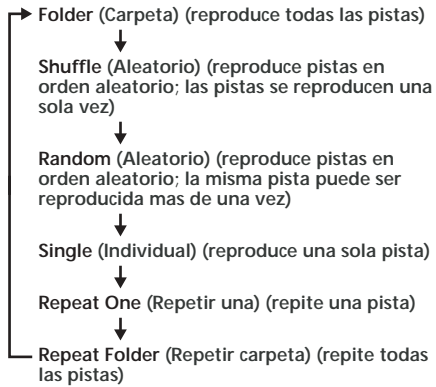 Folder (Carpeta) (reproduce todas las pistas)
Shuffle (Aleatorio) (reproduce pistas en
orden aleatorio; las pistas se reproducen una
sola vez)
Random (Aleatorio) (reproduce pistas en
orden aleatorio; la misma pista puede ser
reproducida mas de una vez)
Single (Individual) (reproduce una sola pista)
Repeat One (Repetir una) (repite una pista)
Repeat Folder (Repetir carpeta) (repite todas
las pistas)